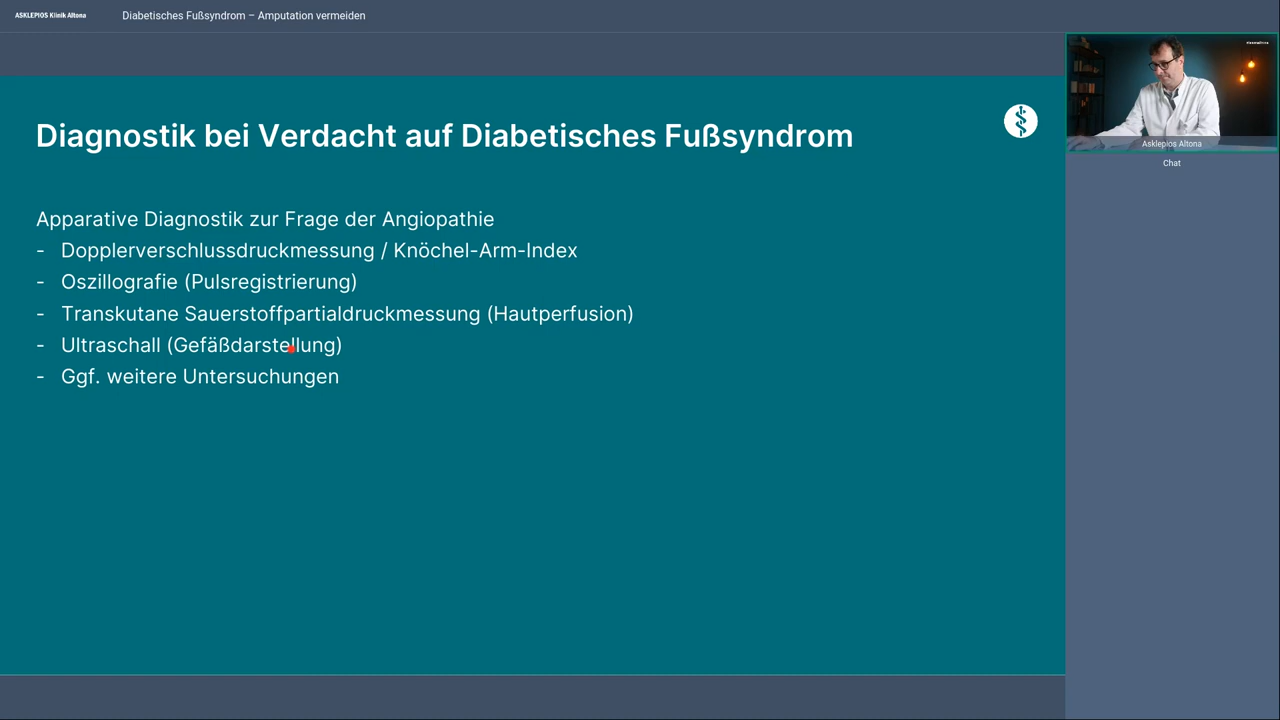 ASKLEPIOS Klinik Altona
Diabetisches Fußsyndrom – Amputation vermeiden
Diagnostik bei Verdacht auf Diabetisches Fußsyndrom
Apparative Diagnostik zur Frage der Angiopathie
- Dopplerverschlussdruckmessung / Knöchel-Arm-Index
- Oszillografie (Pulsregistrierung)
- Transkutane Sauerstoffpartialdruckmessung (Hautperfusion)
- Ultraschall (Gefäßdarstellung)
- Ggf. weitere Untersuchungen
Asklepios Altona
Chat